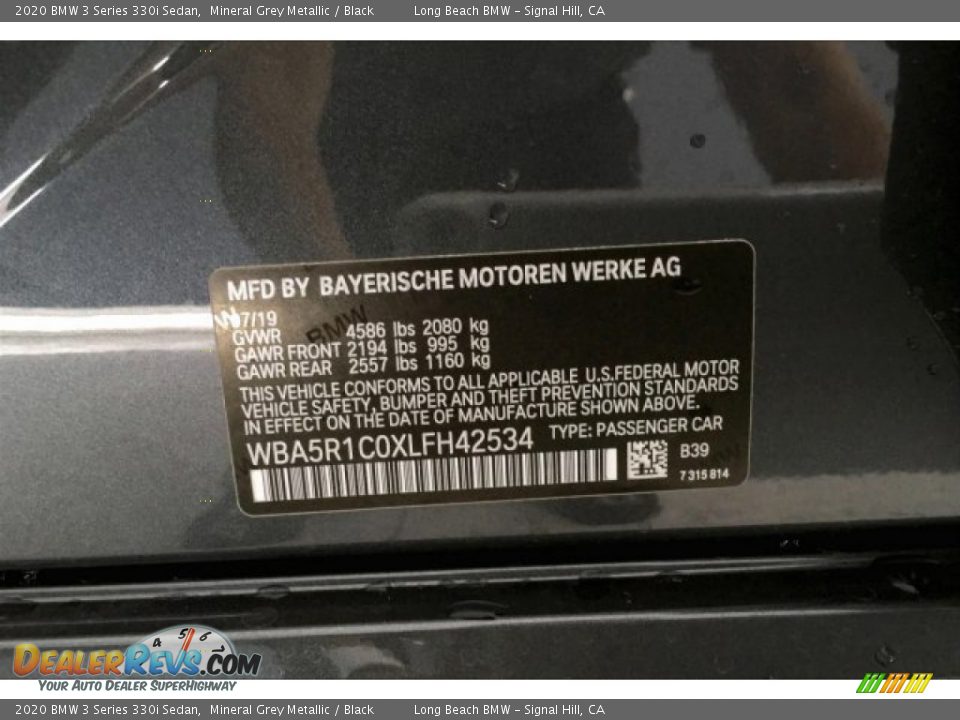 2020 BMW 3 Series 330i Sedan, Mineral Grey Metallic / Black Long Beach BMW - Signal Hill, CA
MFD BY BAYERISCHE MOTOREN WERKE AG
07/19
GVWR 4586 lbs 2080 kg
GAWR FRONT 2194 lbs 995 kg
GAWR REAR 2557 lbs 1160 kg
THIS VEHICLE CONFORMS TO ALL APPLICABLE U.S.FEDERAL MOTOR
VEHICLE SAFETY, BUMPER AND THEFT PREVENTION STANDARDS
IN EFFECT ON THE DATE OF MANUFACTURE SHOWN ABOVE.
WBA5R1C0XLFH42534 TYPE: PASSENGER CAR
B39
7 315 814
BMW
4 5 6
DealerRevs.com
Your Auto Dealer SuperHighway
2020 BMW 3 Series 330i Sedan, Mineral Grey Metallic / Black Long Beach BMW - Signal Hill, CA